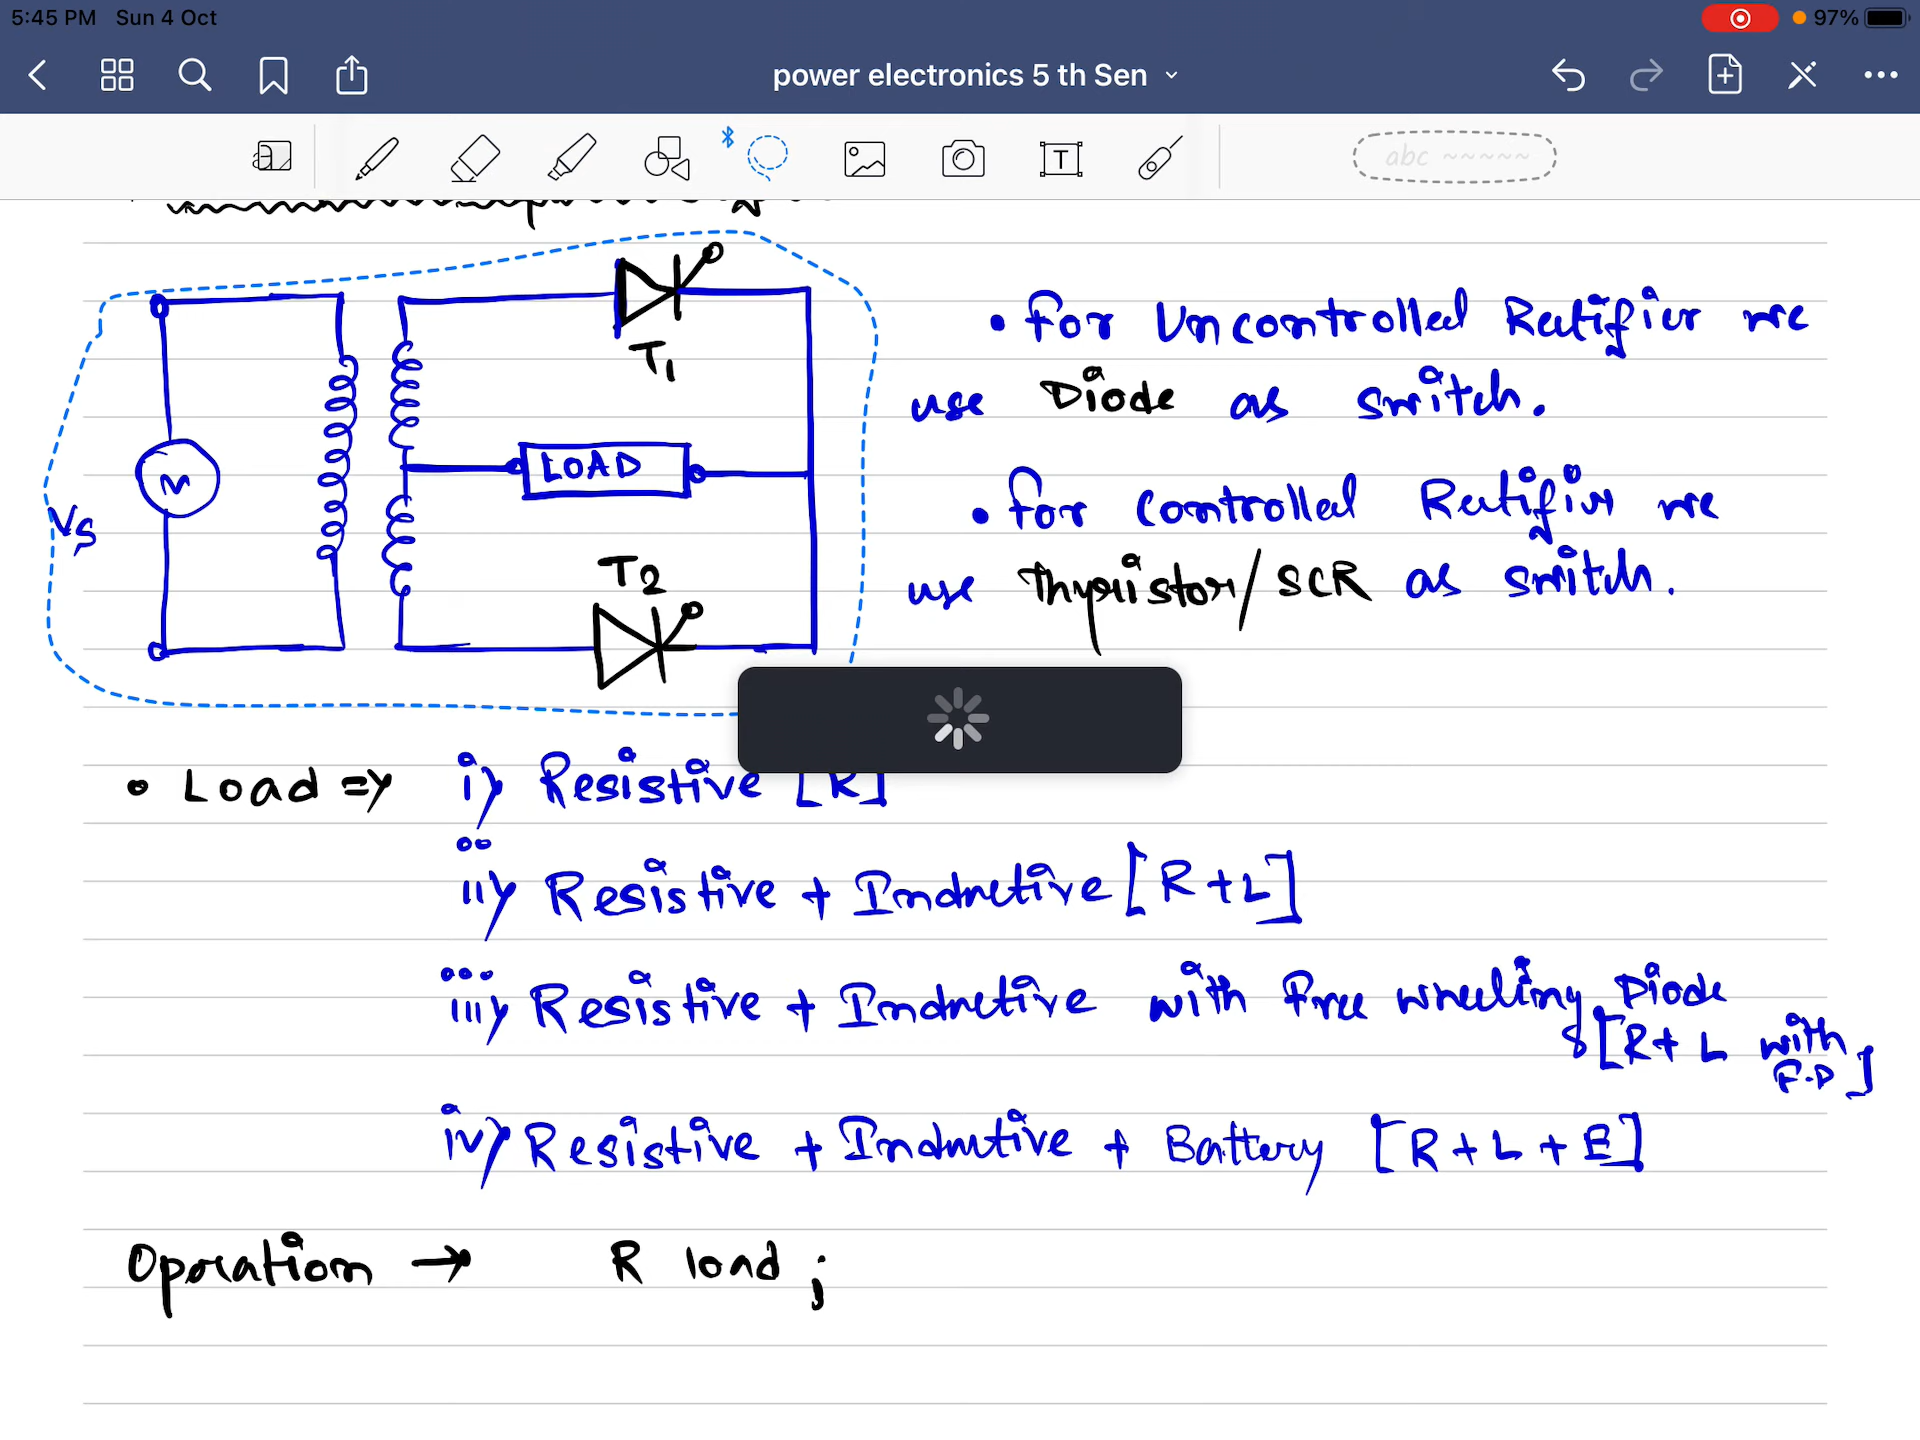 5:45 PM Sun 4 Oct
97%
power electronics 5 th Sen
T
abc
T1
• For Uncontrolled Rectifier we
use Diode as switch.
LOAD
Vs
• For Controlled Rectifier we
use Thyristor/SCR as switch.
T2
• Load => i) Resistive [R]
ii) Resistive + Inductive [R+L]
iii) Resistive + Inductive with Free wheeling Diode
[R+ L with F.D]
iv) Resistive + Inductive + Battery [R+L+E]
Operation → R load ;